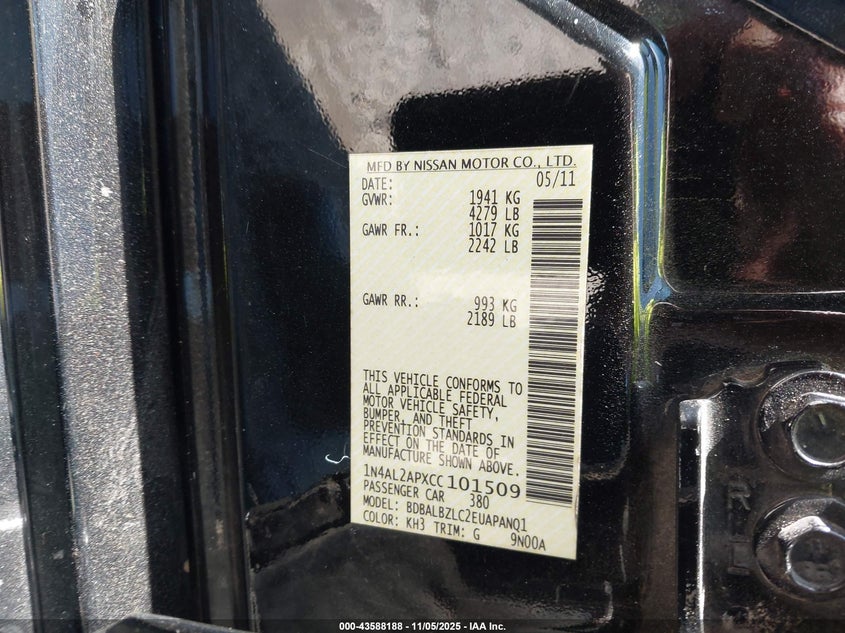 MFD BY NISSAN MOTOR CO., LTD.
DATE: 05/11
GVWR: 1941 KG
4279 LB
GAWR FR.: 1017 KG
2242 LB
GAWR RR.: 993 KG
2189 LB
THIS VEHICLE CONFORMS TO
ALL APPLICABLE FEDERAL
MOTOR VEHICLE SAFETY,
BUMPER, AND THEFT
PREVENTION STANDARDS IN
EFFECT ON THE DATE OF
MANUFACTURE SHOWN ABOVE.
1N4AL2APXCC101509
PASSENGER CAR 380
MODEL: BDBALBZLC2EUAPANQ1
COLOR: KH3 TRIM: G 9N00A
R
L
000-43588188 - 11/05/2025 - IAA Inc.